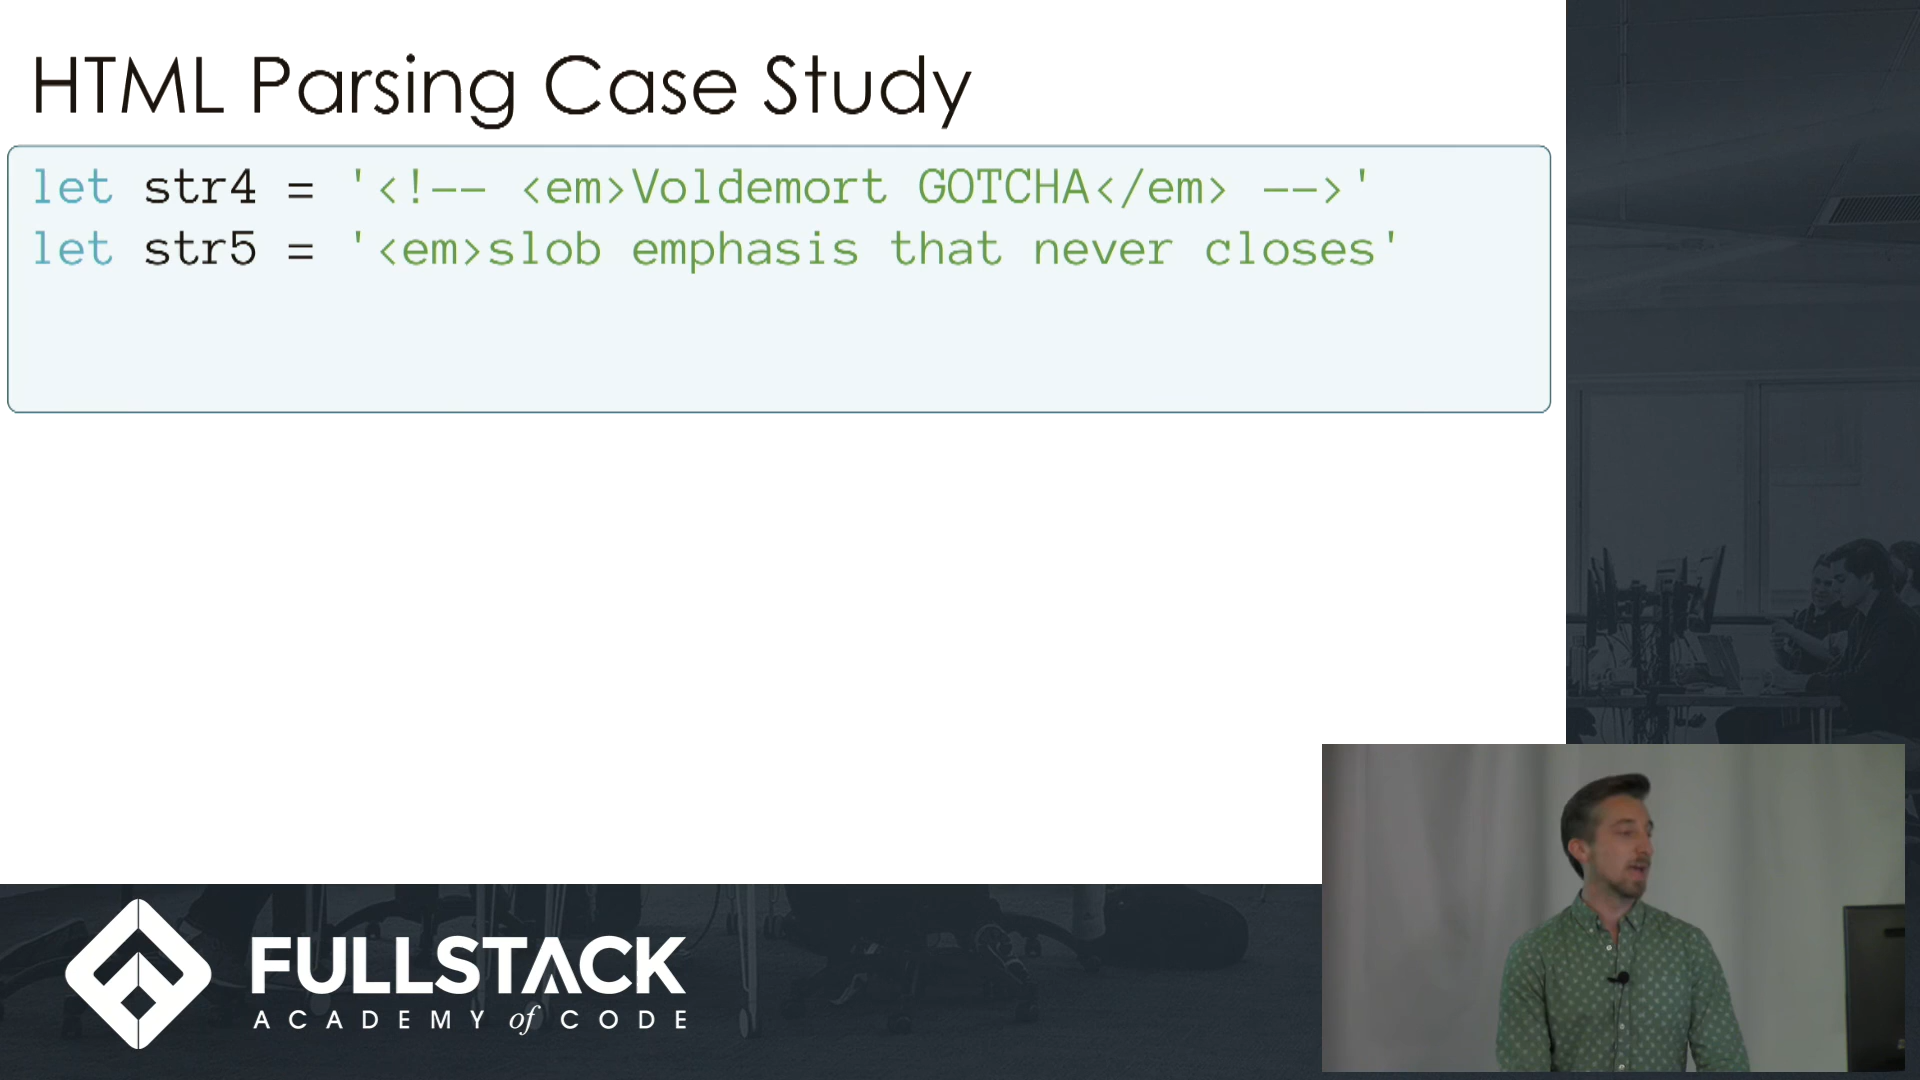 HTML Parsing Case Study
let str4 = '<!-- <em>Voldemort GOTCHA</em> -->'
let str5 = '<em>slob emphasis that never closes'
FULLSTACK
ACADEMY of CODE